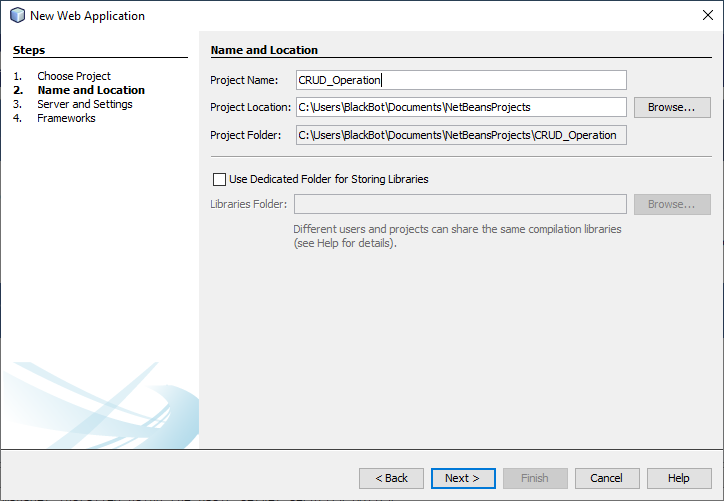 New Web Application
Steps
1. Choose Project
2. Name and Location
3. Server and Settings
4. Frameworks
Name and Location
Project Name: CRUD_Operation
Project Location: C:\Users\BlackBot\Documents\NetBeansProjects Browse...
Project Folder: C:\Users\BlackBot\Documents\NetBeansProjects\CRUD_Operation
Use Dedicated Folder for Storing Libraries
Libraries Folder: Browse...
Different users and projects can share the same compilation libraries
(see Help for details).
< Back Next > Finish Cancel Help